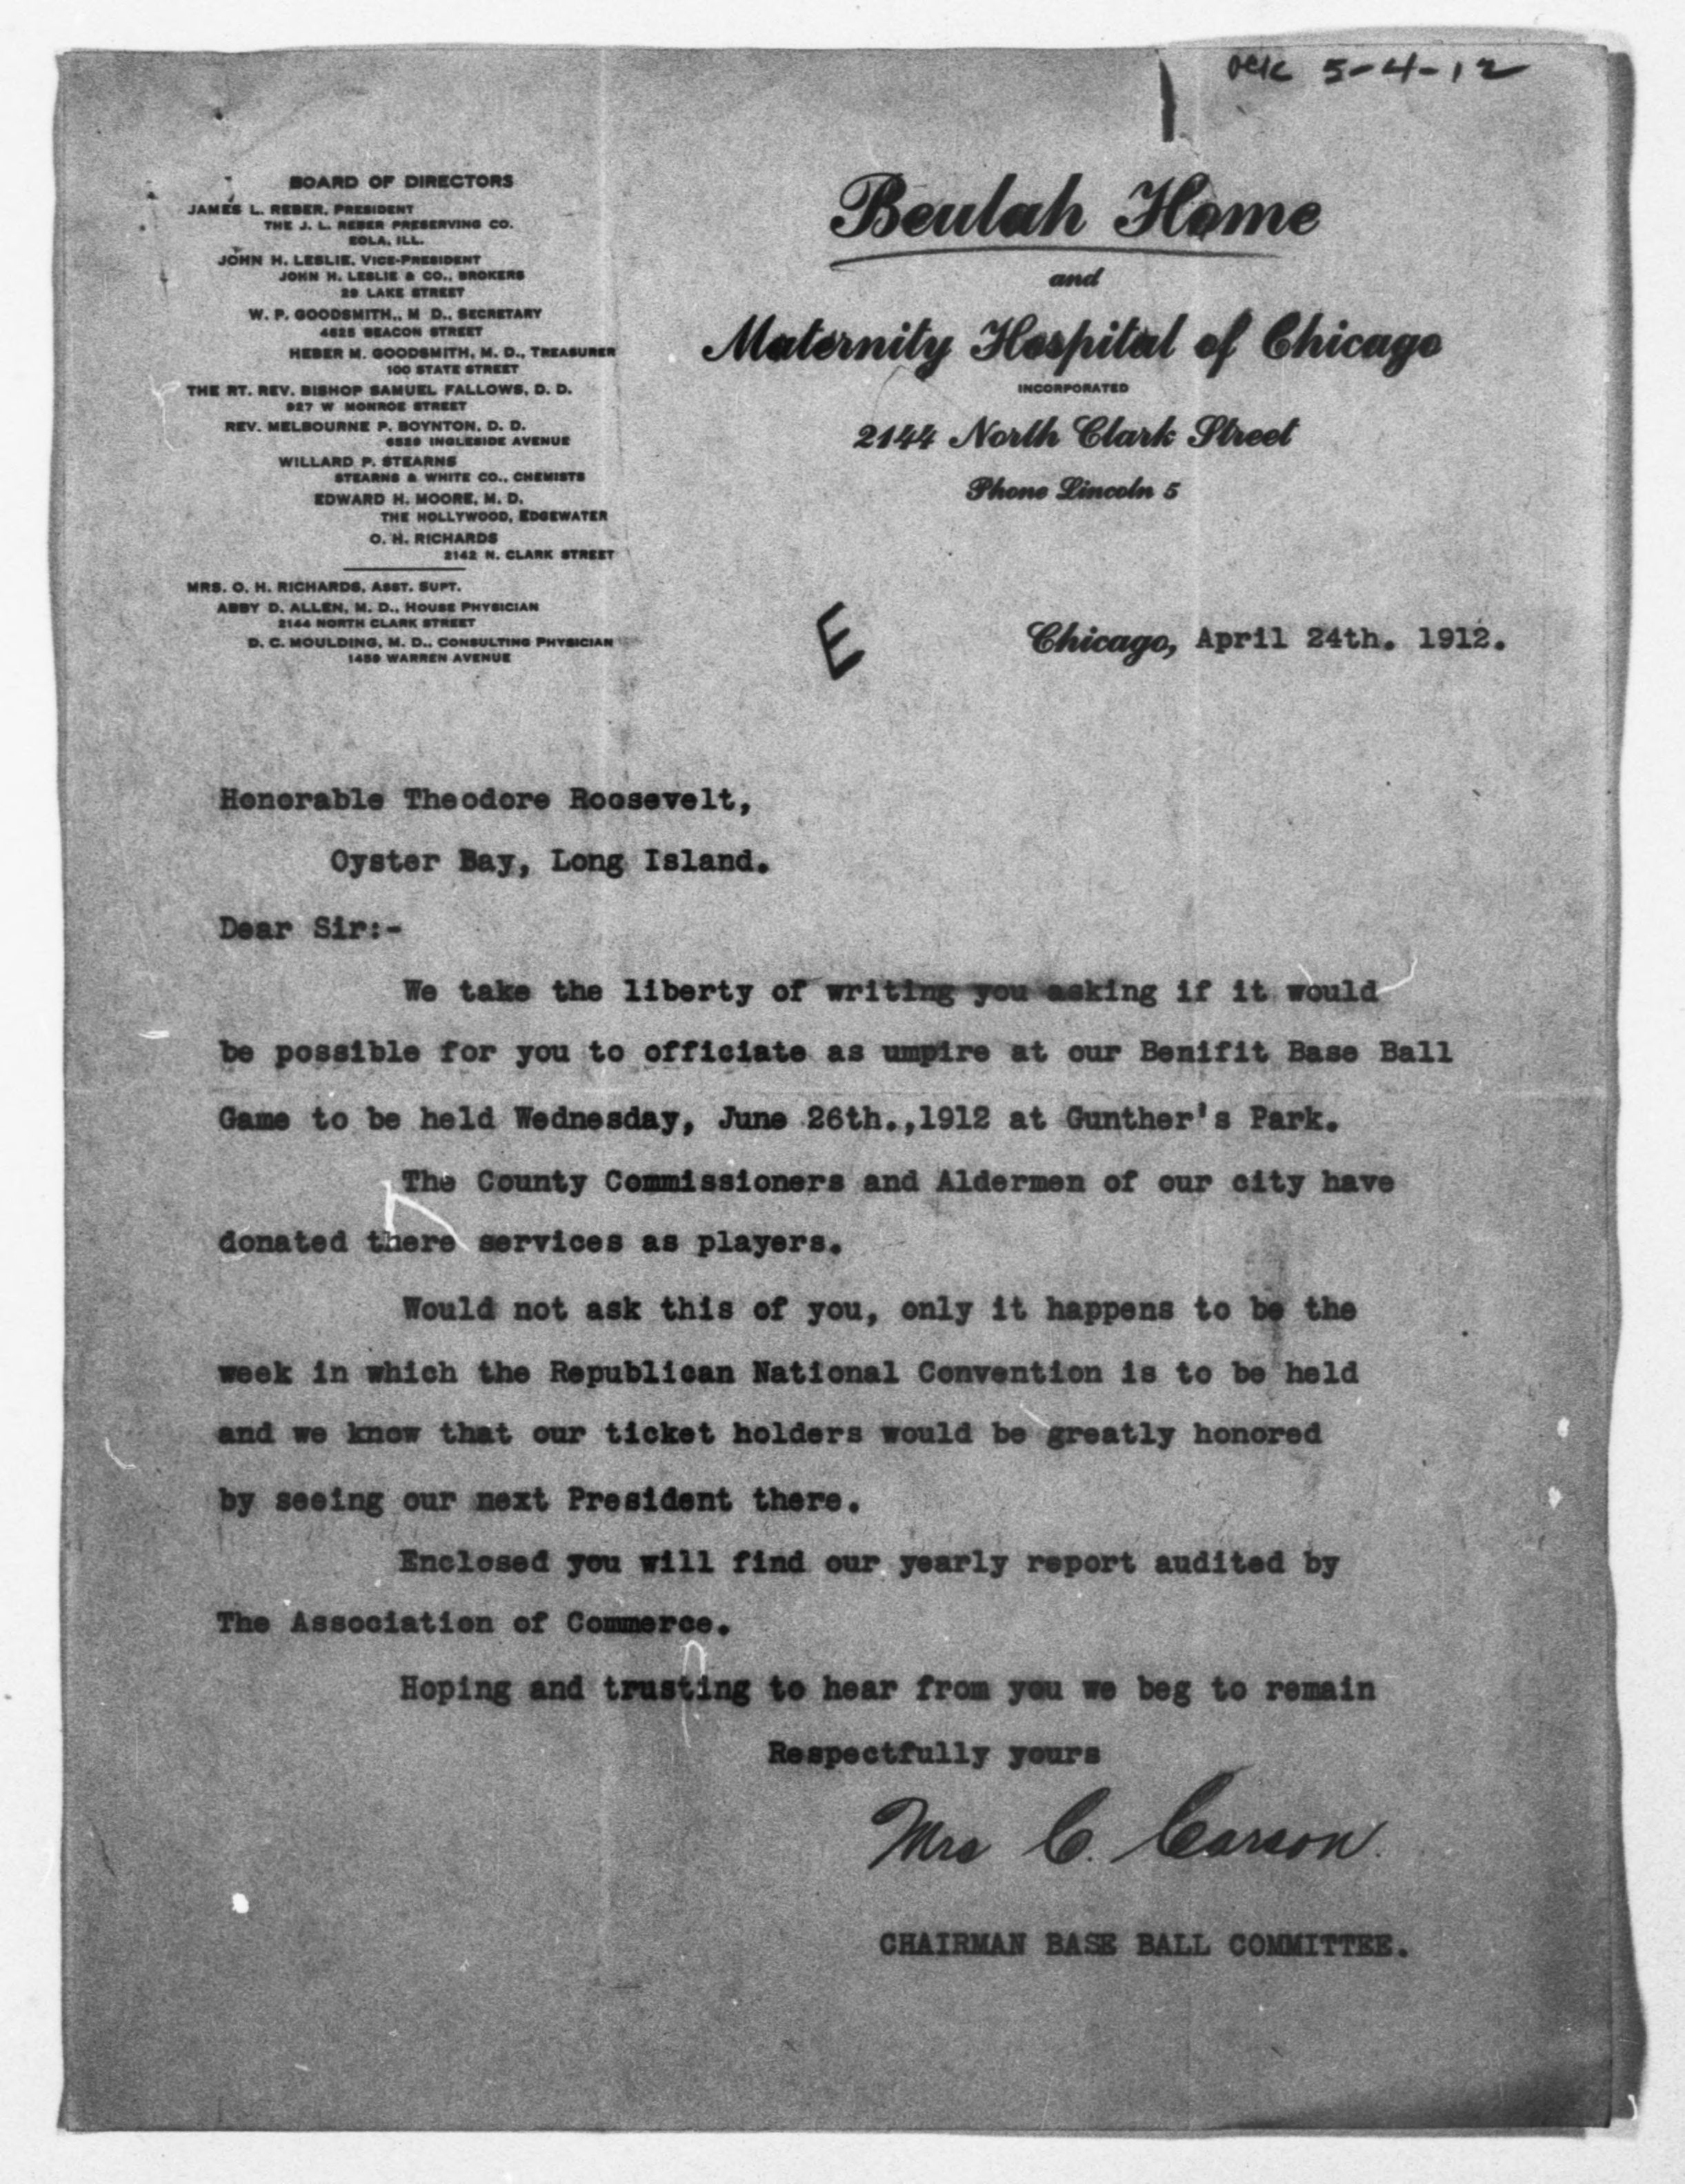 ack 5-4-12
BOARD OF DIRECTORS
JAMES L. REBER, PRESIDENT
THE J. L. REBER PRESERVING CO.
EOLA, ILL.
JOHN H. LESLIE, VICE-PRESIDENT
JOHN H. LESLIE & CO., BROKERS
29 LAKE STREET
W. P. GOODSMITH,, M D., SECRETARY
4625 BEACON STREET
HEBER M. GOODSMITH, M. D., TREASURER
100 STATE STREET
THE RT. REV. BISHOP SAMUEL FALLOWS, D. D.
927 W MONROE STREET
REV. MELBOURNE P. BOYNTON, D. D.
INGLESIDE AVENUE
WILLARD P. STEARNS
STEARNS & WHITE CO., CHEMISTS
EDWARD H. MOORE, M. D.
THE HOLLYWOOD, EDGEWATER
O. H. RICHARDS
2142 N. CLARK STREET
MRS. O. H. RICHARDS, ASST. SUPT.
ABBY D. ALLEN, M. D., HOUSE PHYSICIAN
2144 NORTH CLARK STREET
D. C. MOULDING, M. D., CONSULTING PHYSICIAN
1459 WARREN AVENUE
Beulah Home
and
Maternity Hospital of Chicago
INCORPORATED
2144 North Clark Street
Phone Lincoln 5
E
Chicago, April 24th. 1912.
Honorable Theodore Roosevelt,
Oyster Bay, Long Island.
Dear Sir:-
We take the liberty of writing you asking if it would
be possible for you to officiate as umpire at our Benifit Base Ball
Game to be held Wednesday, June 26th.,1912 at Gunther's Park.
The County Commissioners and Aldermen of our city have
donated there services as players.
Would not ask this of you, only it happens to be the
week in which the Republican National Convention is to be held
and we know that our ticket holders would be greatly honored
by seeing our next President there.
Enclosed you will find our yearly report audited by
The Association of Commerce.
Hoping and trusting to hear from you we beg to remain
Respectfully yours
Mrs C. Carson.
CHAIRMAN BASE BALL COMMITTEE.